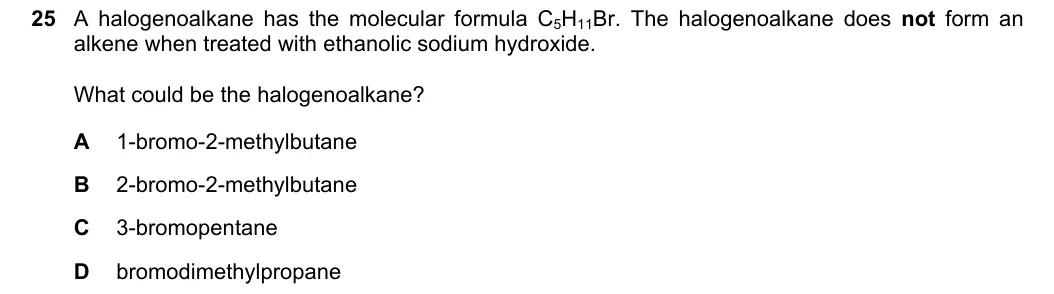 25 A halogenoalkane has the molecular formula C₅H₁₁Br. The halogenoalkane does not form an
alkene when treated with ethanolic sodium hydroxide.
What could be the halogenoalkane?
A 1-bromo-2-methylbutane
B 2-bromo-2-methylbutane
C 3-bromopentane
D bromodimethylpropane